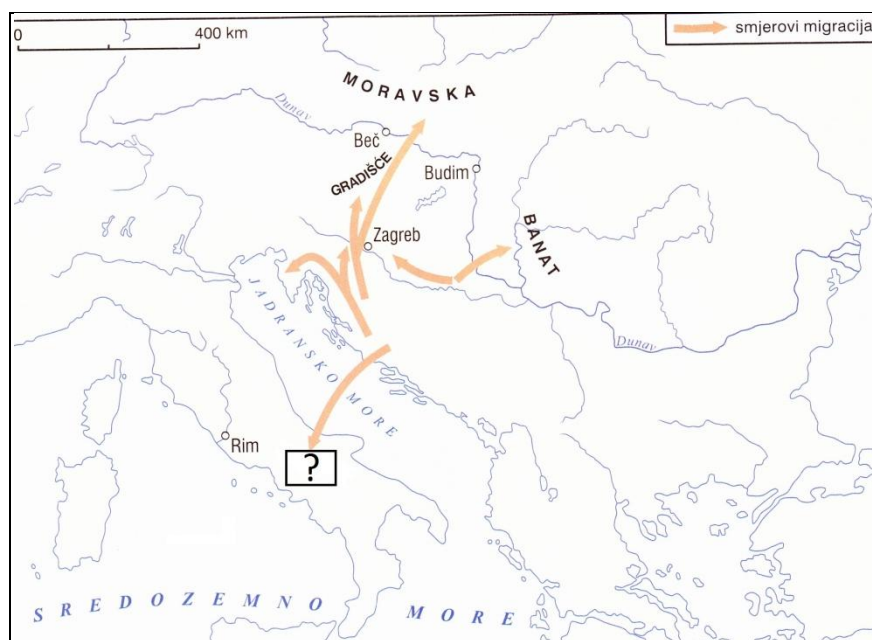 0 400 km
smjerovi migracija
MORAVSKA
Dunav
Beč
GRADIŠĆE
Budim
Zagreb
BANAT
JADRANSKO MORE
Dunav
Rim
?
SREDOZEMNO MORE